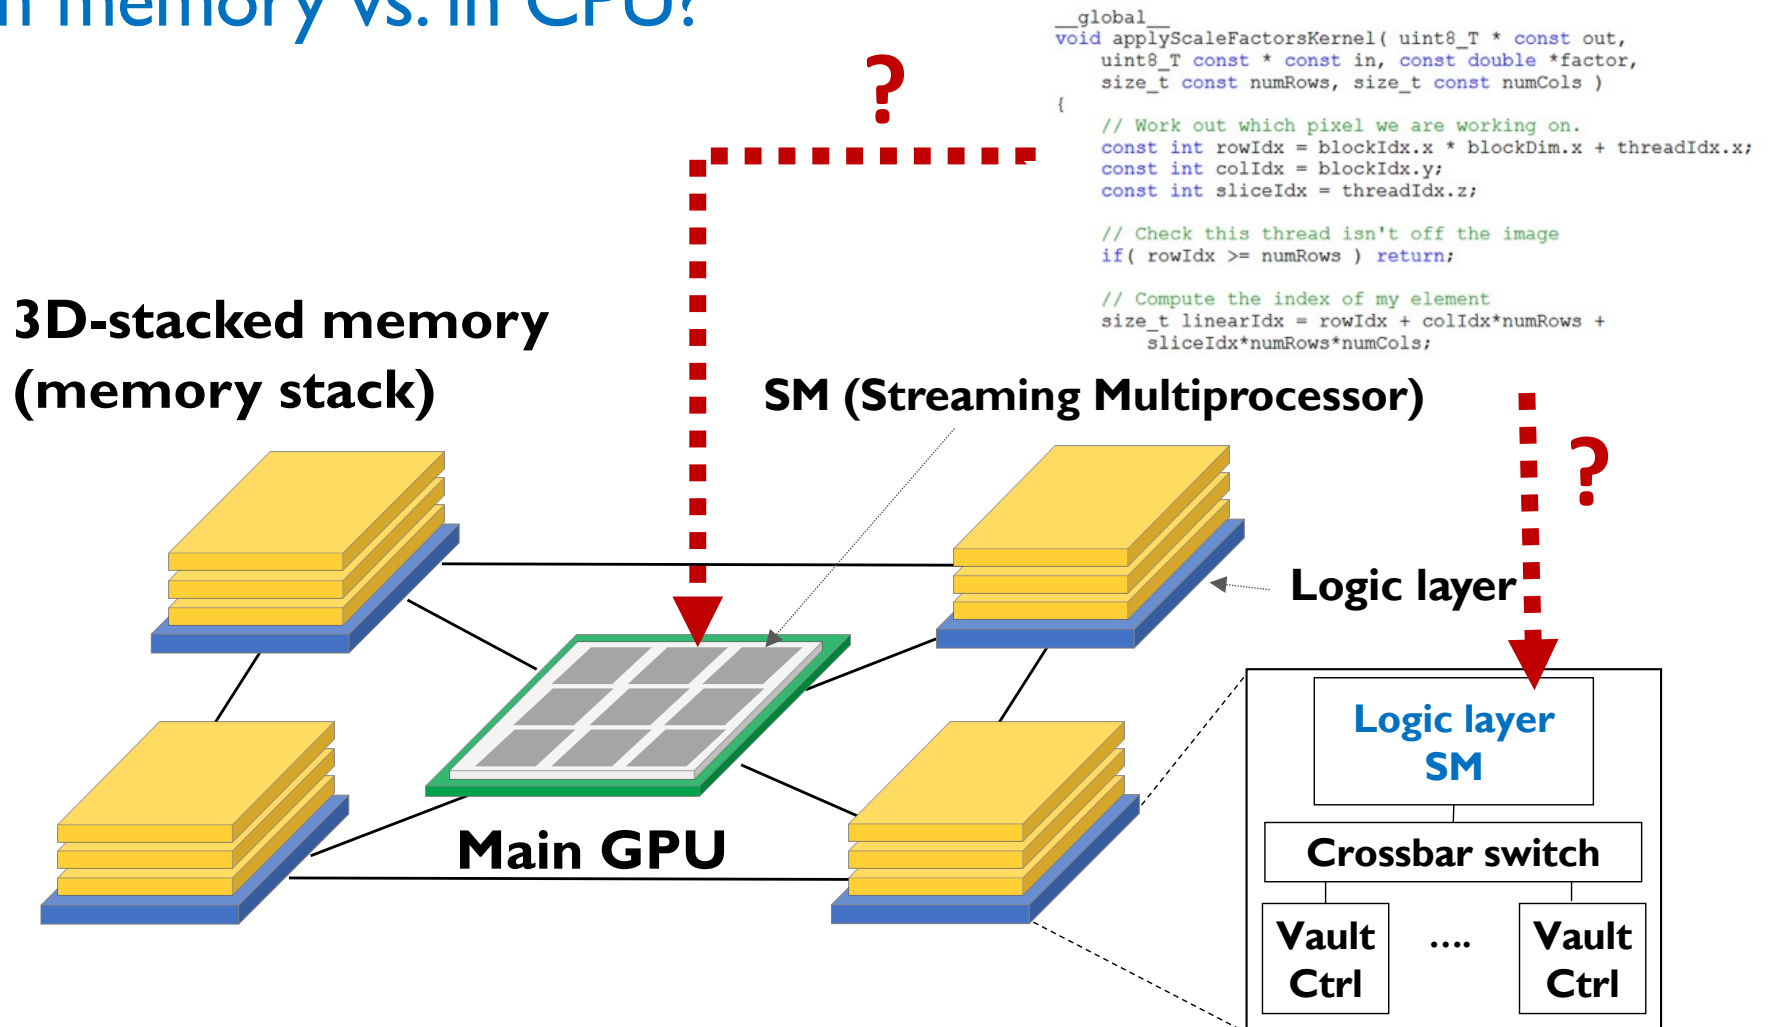 memory vs. in CPU?
__global__
void applyScaleFactorsKernel( uint8_T * const out,
uint8_T const * const in, const double *factor,
size_t const numRows, size_t const numCols )
{
// Work out which pixel we are working on.
const int rowIdx = blockIdx.x * blockDim.x + threadIdx.x;
const int colIdx = blockIdx.y;
const int sliceIdx = threadIdx.z;
// Check this thread isn't off the image
if( rowIdx >= numRows ) return;
// Compute the index of my element
size_t linearIdx = rowIdx + colIdx*numRows +
sliceIdx*numRows*numCols;
?
3D-stacked memory
(memory stack)
SM (Streaming Multiprocessor)
?
Logic layer
Main GPU
Logic layer
SM
Crossbar switch
Vault
Ctrl
....
Vault
Ctrl